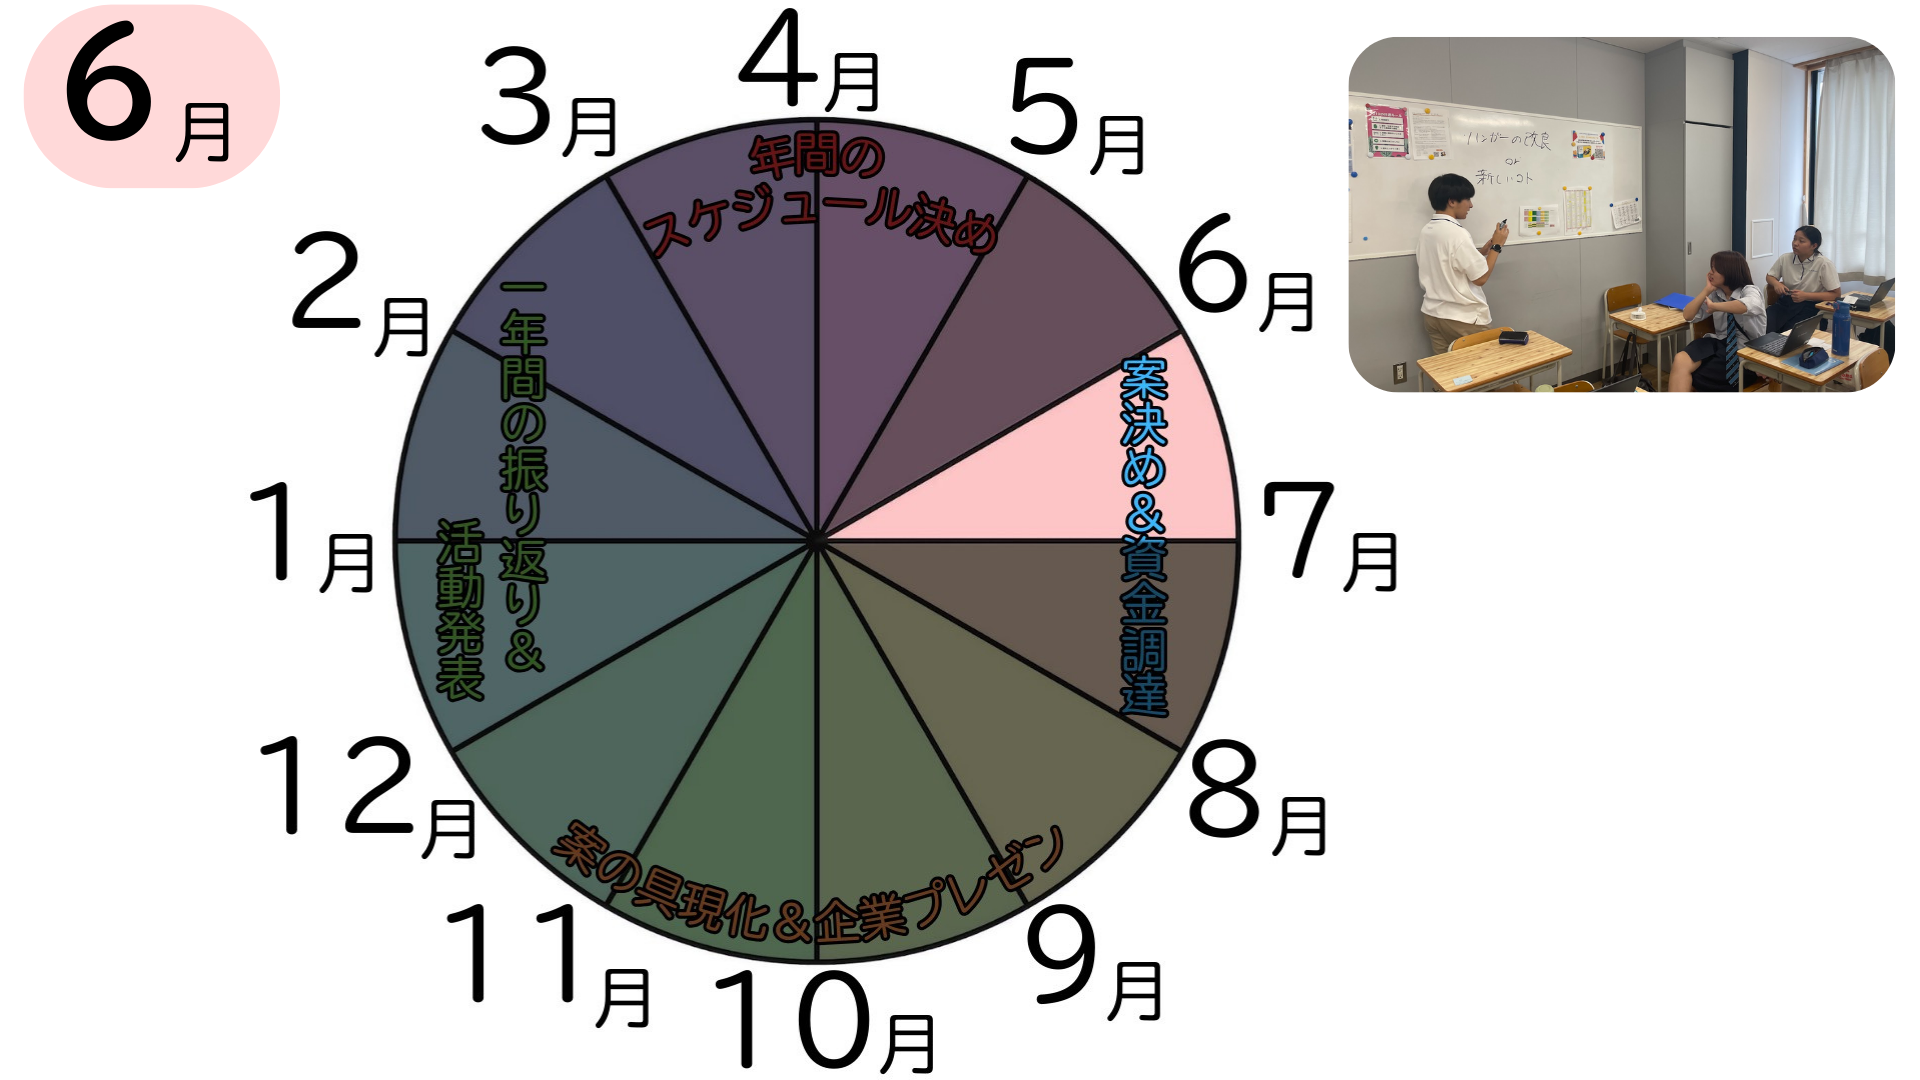 6月
4月
5月
6月
7月
8月
9月
10月
11月
12月
1月
2月
3月
年間の
スケジュール決め
案決め&資金調達
案の具現化&企業プレゼン
一年間の振り返り&
活動発表
ハンガーの改良
or
新しいコト